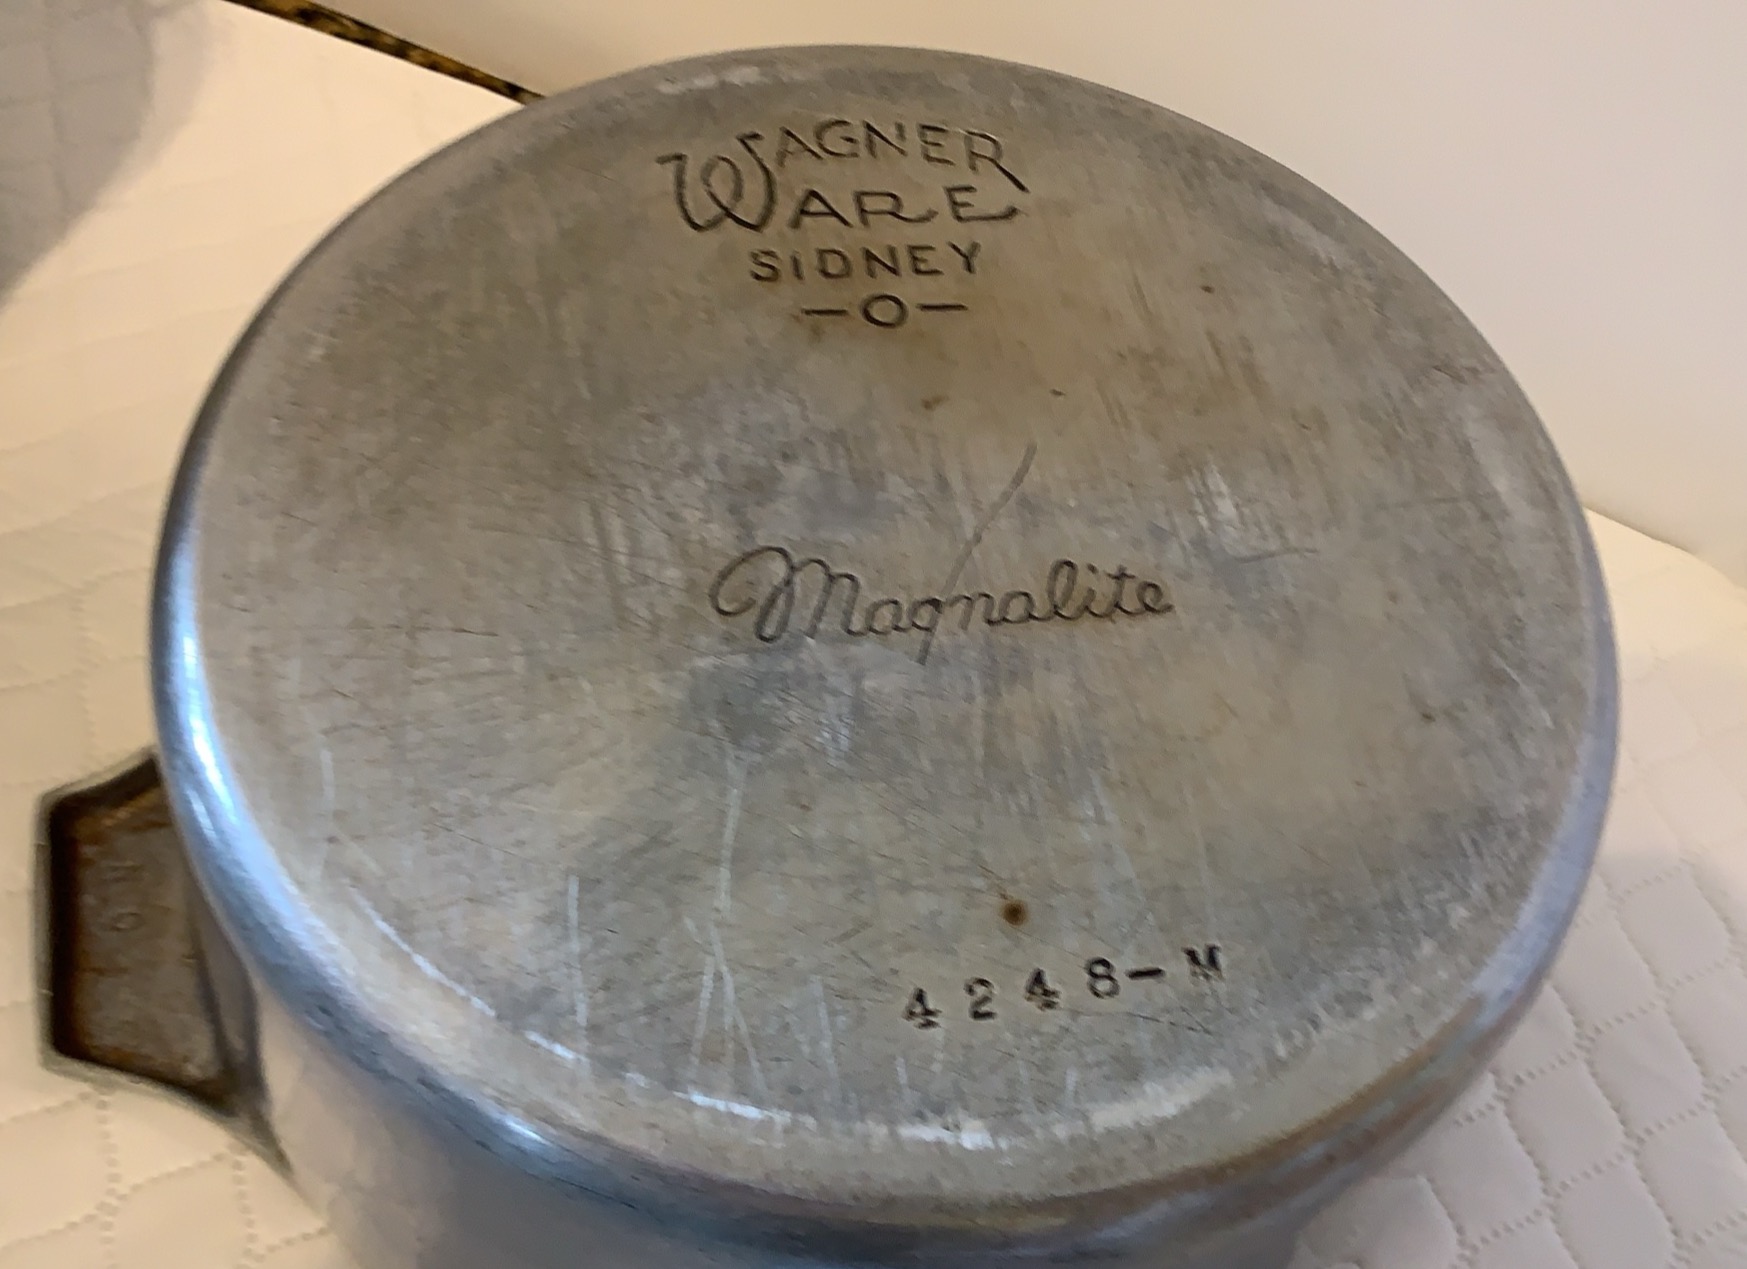 WAGNER
WARE
SIDNEY
-O-
Magnalite
4248-M